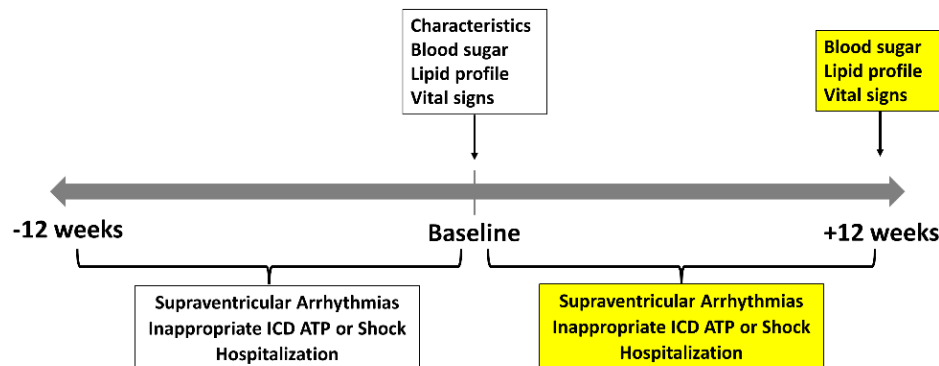 Characteristics
Blood sugar
Lipid profile
Vital signs
Blood sugar
Lipid profile
Vital signs
-12 weeks
Baseline
+12 weeks
Supraventricular Arrhythmias
Inappropriate ICD ATP or Shock
Hospitalization
Supraventricular Arrhythmias
Inappropriate ICD ATP or Shock
Hospitalization